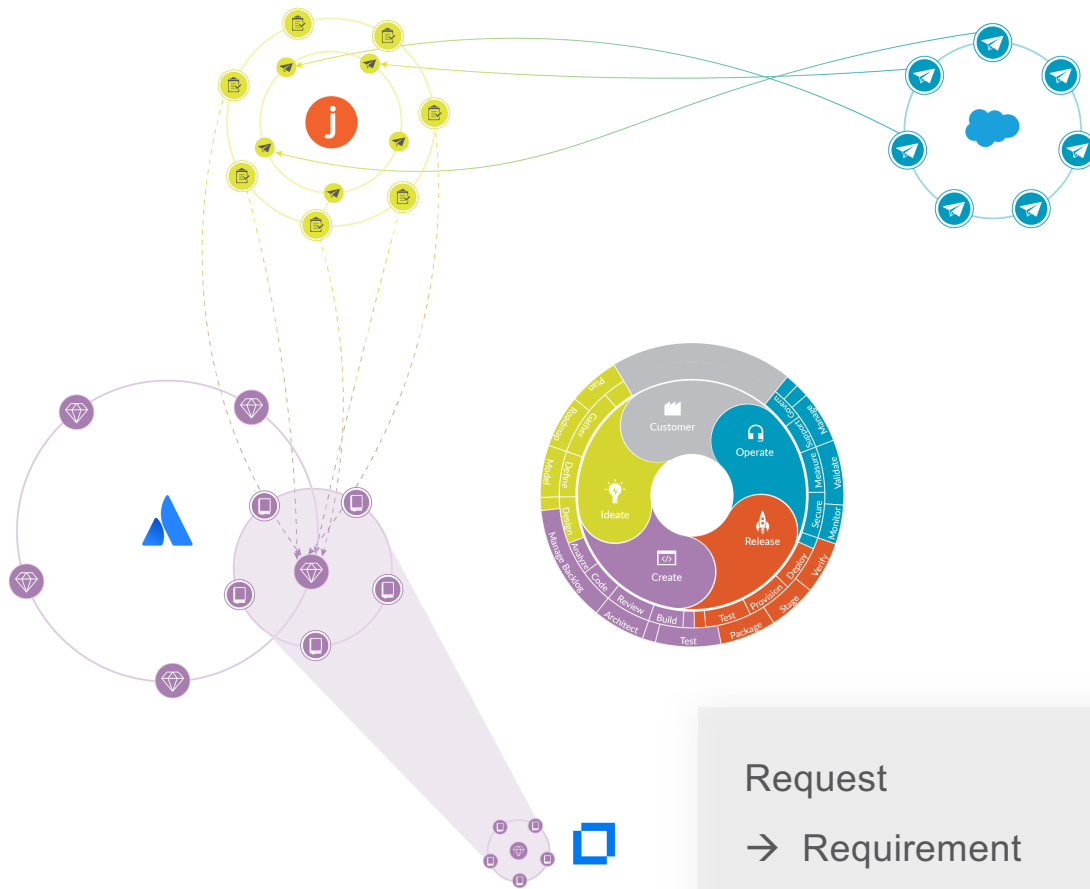 j
Customer
Operate
Release
Create
Ideate
Plan
Roadmap
Model
Gather
Define
Design
Manage Backlog
Analyze
Code
Review
Build
Architect
Test
Test
Provision
Deploy
Package
Stage
Verify
Govern
Support
Measure
Secure
Manage
Validate
Monitor
Request
→ Requirement